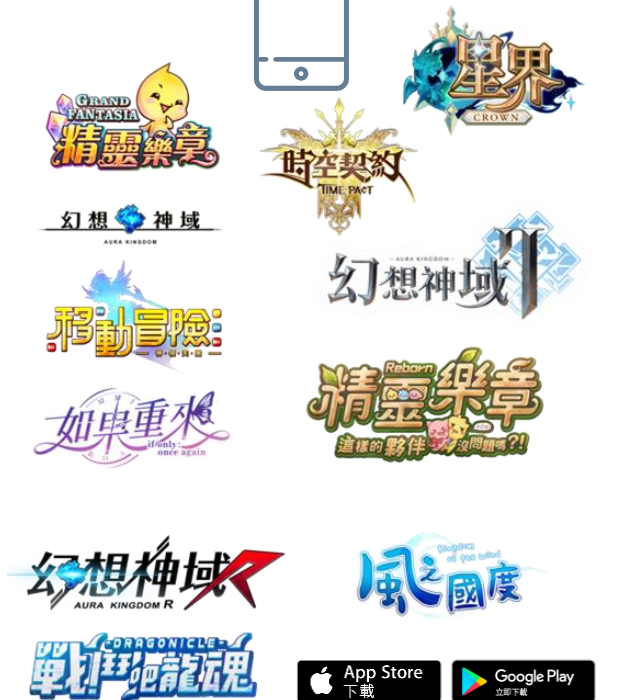 星界
CROWN
GRAND
FANTASIA
精靈樂章
時空契約
TIME PACT
幻想神域
AURA KINGDOM
-AURA KINGDOM-
幻想神域II
移動冒險
如果重來
if only:
once again
Reborn
精靈樂章
這樣的夥伴沒問題嗎?!
幻想神域R
AURA KINGDOM R
Kingdom
of the Wind
風之國度
-DRAGONICLE-
戰鬥吧龍魂
App Store
下載
Google Play
立即下載